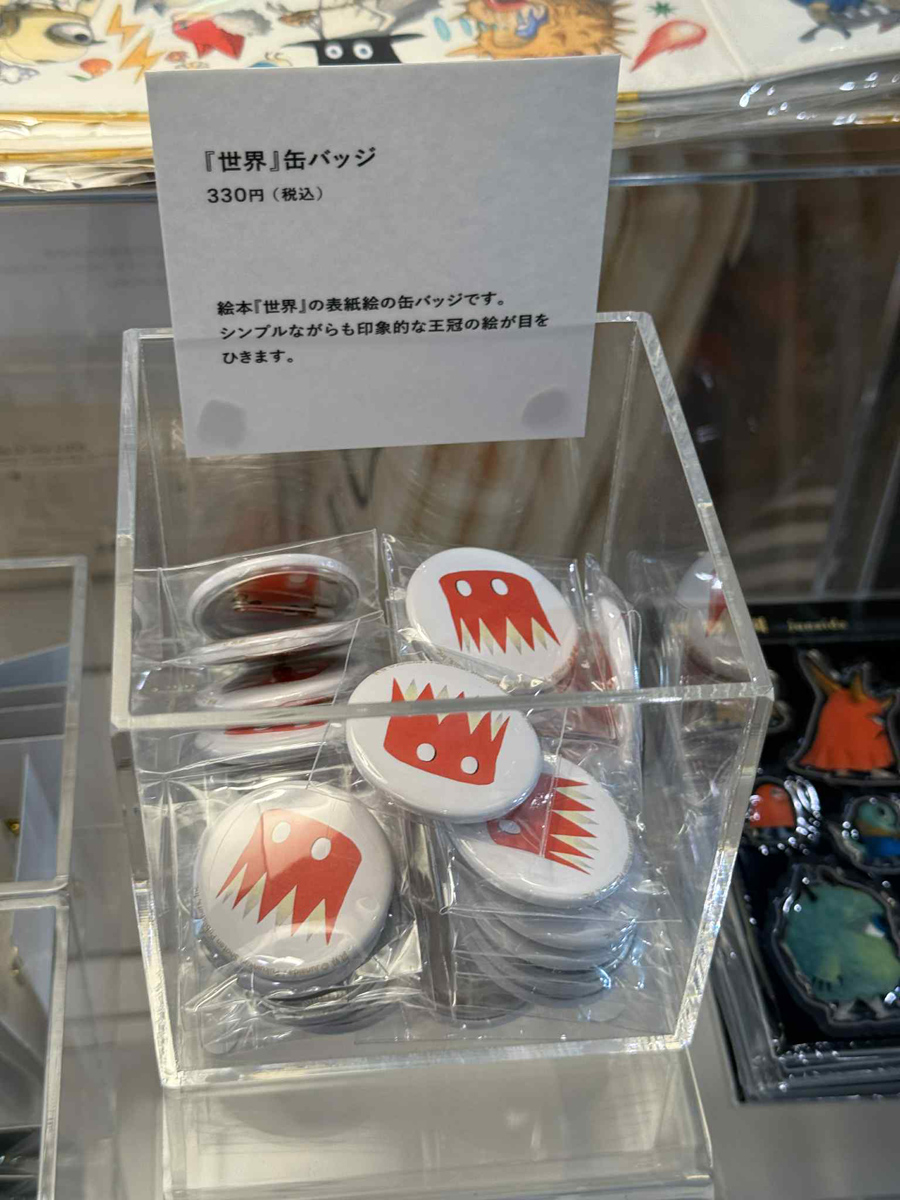 『世界』缶バッジ
330円（税込）
絵本『世界』の表紙絵の缶バッジです。
シンプルながらも印象的な王冠の絵が目を
ひきます。